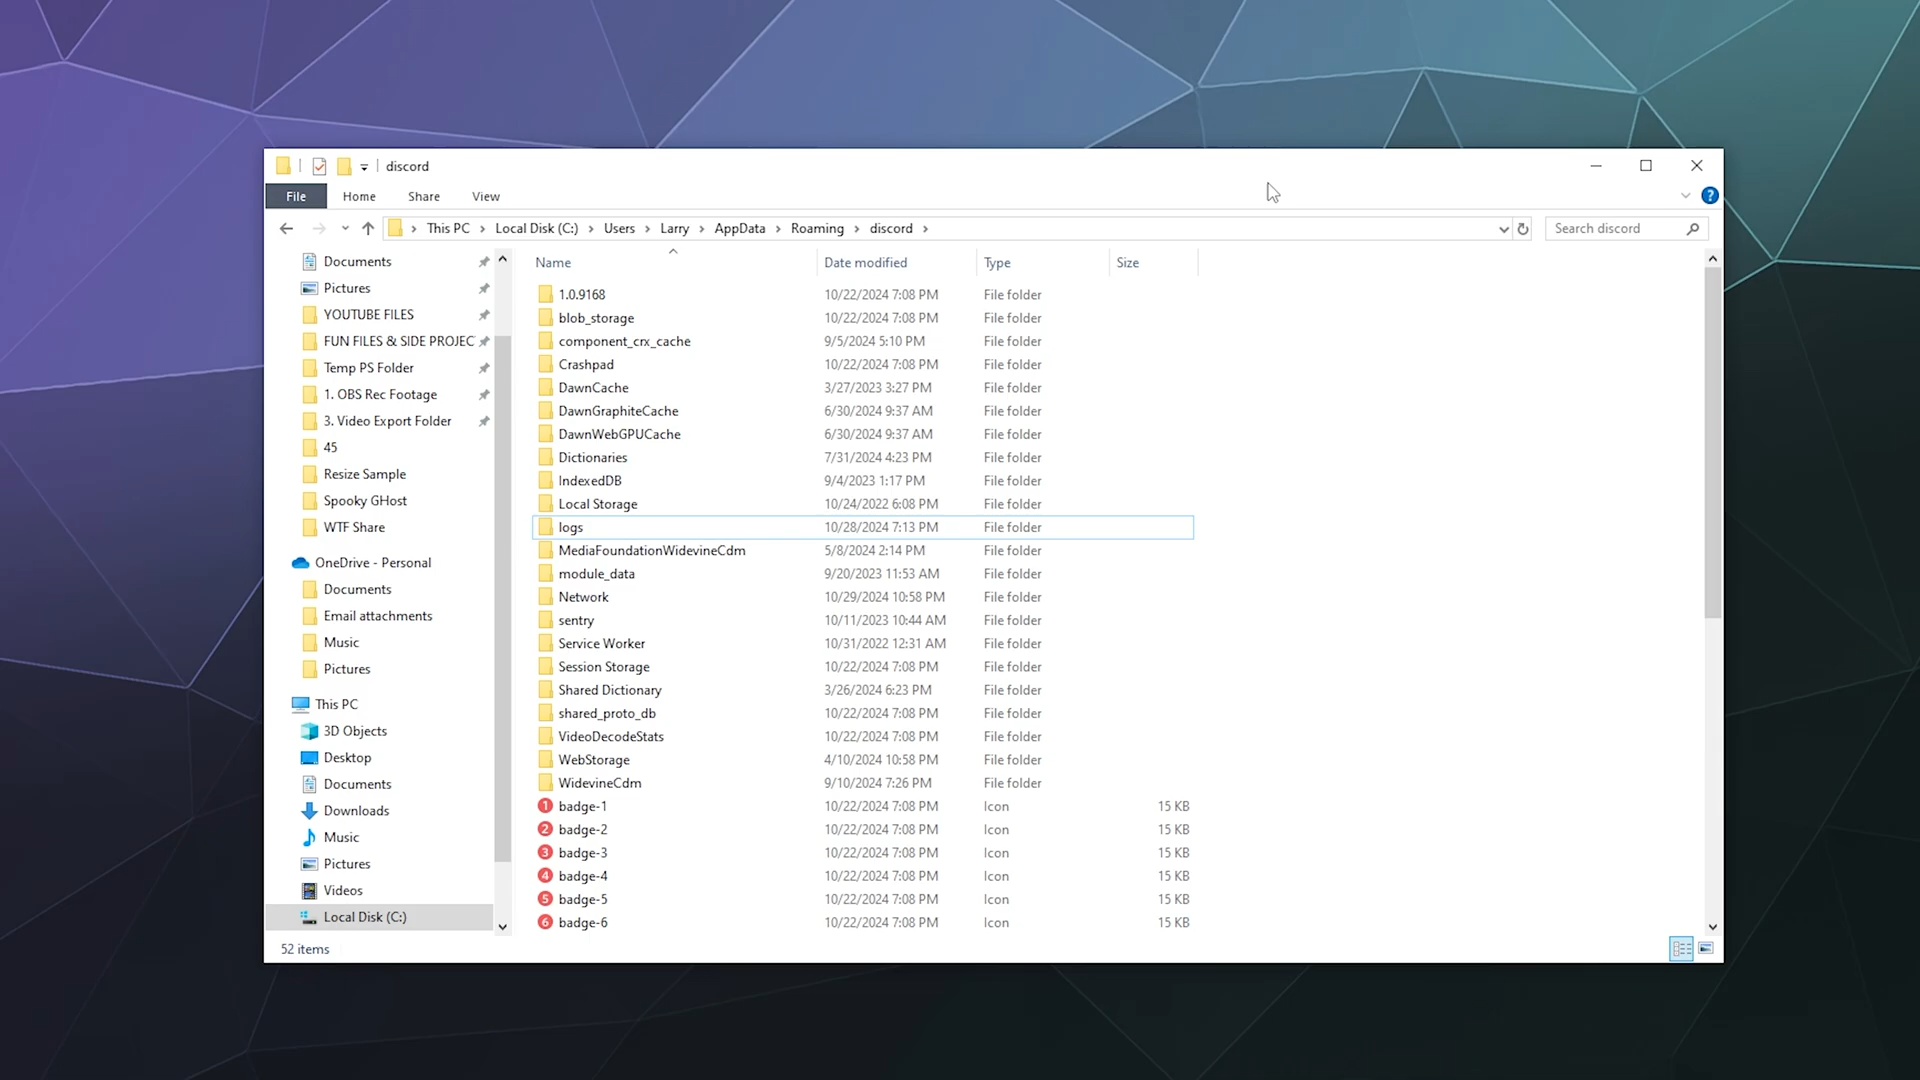 discord
File Home Share View
This PC Local Disk (C:) Users Larry AppData Roaming discord Search discord
Documents
Pictures
YOUTUBE FILES
FUN FILES & SIDE PROJEC
Temp PS Folder
1. OBS Rec Footage
3. Video Export Folder
45
Resize Sample
Spooky GHost
WTF Share
OneDrive - Personal
Documents
Email attachments
Music
Pictures
This PC
3D Objects
Desktop
Documents
Downloads
Music
Pictures
Videos
Local Disk (C:)
Name Date modified Type Size
1.0.9168 10/22/2024 7:08 PM File folder
blob_storage 10/22/2024 7:08 PM File folder
component_crx_cache 9/5/2024 5:10 PM File folder
Crashpad 10/22/2024 7:08 PM File folder
DawnCache 3/27/2023 3:27 PM File folder
DawnGraphiteCache 6/30/2024 9:37 AM File folder
DawnWebGPUCache 6/30/2024 9:37 AM File folder
Dictionaries 7/31/2024 4:23 PM File folder
IndexedDB 9/4/2023 1:17 PM File folder
Local Storage 10/24/2022 6:08 PM File folder
logs 10/28/2024 7:13 PM File folder
MediaFoundationWidevineCdm 5/8/2024 2:14 PM File folder
module_data 9/20/2023 11:53 AM File folder
Network 10/29/2024 10:58 PM File folder
sentry 10/11/2023 10:44 AM File folder
Service Worker 10/31/2022 12:31 AM File folder
Session Storage 10/22/2024 7:08 PM File folder
Shared Dictionary 3/26/2024 6:23 PM File folder
shared_proto_db 10/22/2024 7:08 PM File folder
VideoDecodeStats 10/22/2024 7:08 PM File folder
WebStorage 4/10/2024 10:58 PM File folder
WidevineCdm 9/10/2024 7:26 PM File folder
1 badge-1 10/22/2024 7:08 PM Icon 15 KB
2 badge-2 10/22/2024 7:08 PM Icon 15 KB
3 badge-3 10/22/2024 7:08 PM Icon 15 KB
4 badge-4 10/22/2024 7:08 PM Icon 15 KB
5 badge-5 10/22/2024 7:08 PM Icon 15 KB
6 badge-6 10/22/2024 7:08 PM Icon 15 KB
52 items